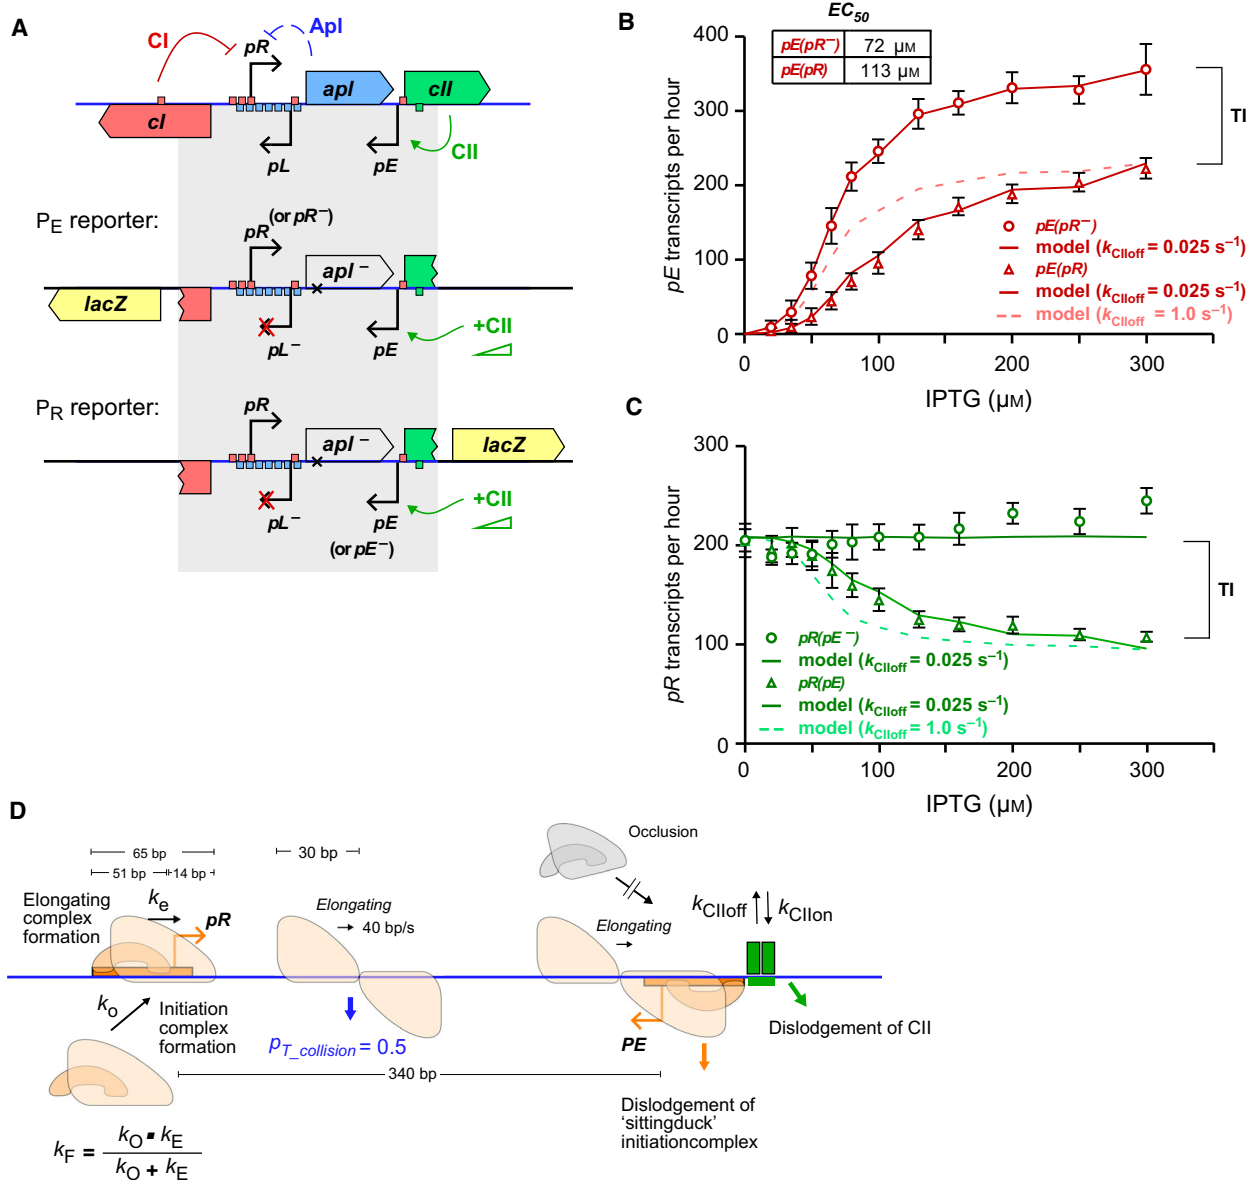 A
CI
pR
ApI
apI
cII
cI
pL
pE
CII
PE reporter:
(or pR–)
pR
apI –
lacZ
pL–
pE
+CII
PR reporter:
pR
apI –
lacZ
pL–
pE
(or pE–)
+CII
B
EC50
pE(pR–) 72 µM
pE(pR) 113 µM
400
300
200
100
0
pE transcripts per hour
TI
pE(pR–)
model (kCIIoff = 0.025 s–1)
pE(pR)
model (kCIIoff = 0.025 s–1)
model (kCIIoff = 1.0 s–1)
0 100 200 300
IPTG (µM)
C
300
200
100
0
pR transcripts per hour
TI
pR(pE–)
model (kCIIoff = 0.025 s–1)
pR(pE)
model (kCIIoff = 0.025 s–1)
model (kCIIoff = 1.0 s–1)
0 100 200 300
IPTG (µM)
D
65 bp
51 bp 14 bp
30 bp
Elongating
complex
formation
ke
pR
Elongating
40 bp/s
Occlusion
Elongating
kCIIoff
kCIIon
kO
Initiation
complex
formation
pT_collision = 0.5
PE
Dislodgement of CII
340 bp
Dislodgement of
‘sittingduck’
initiationcomplex
kF = kO ▪ kE
kO + kE